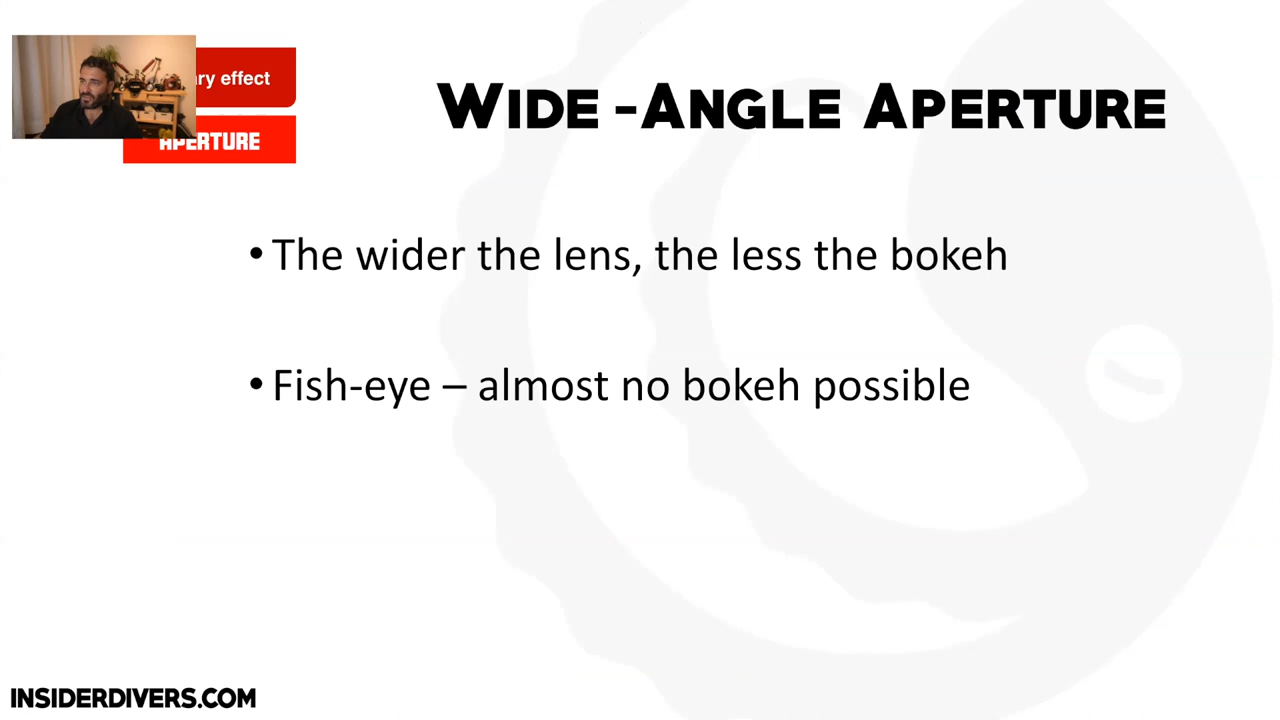 ry effect
APERTURE
WIDE -ANGLE APERTURE
• The wider the lens, the less the bokeh
• Fish-eye – almost no bokeh possible
INSIDERDIVERS.COM